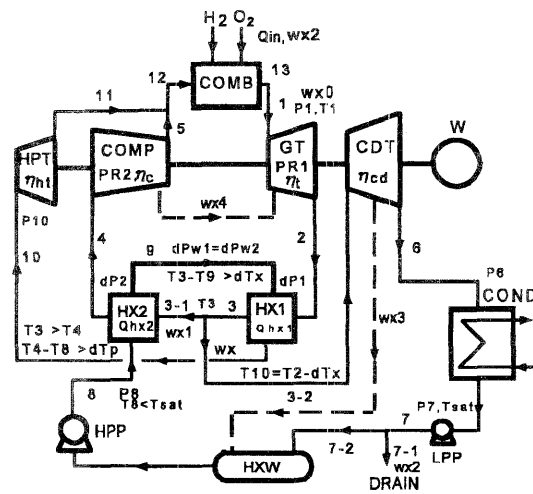 H2 O2
Qin, wx2
12
COMB
13
11
5
1
wx0
P1,T1
W
HPT
ηht
COMP
PR2 ηc
GT
PR1
ηt
CDT
ηcd
P10
wx4
10
4
2
6
9
dPw1=dPw2
T3-T9 >dTx
dP2
dP1
P6
COND
HX2
Qhx2
3-1
T3
3
HX1
Qhx1
wx1
wx
wx3
T3 >T4
T4-T8 >dTp
T10=T2-dTx
3-2
8
P8
T8<Tsat
P7,Tsat
7
HPP
7-2
7-1
wx2
LPP
HXW
DRAIN